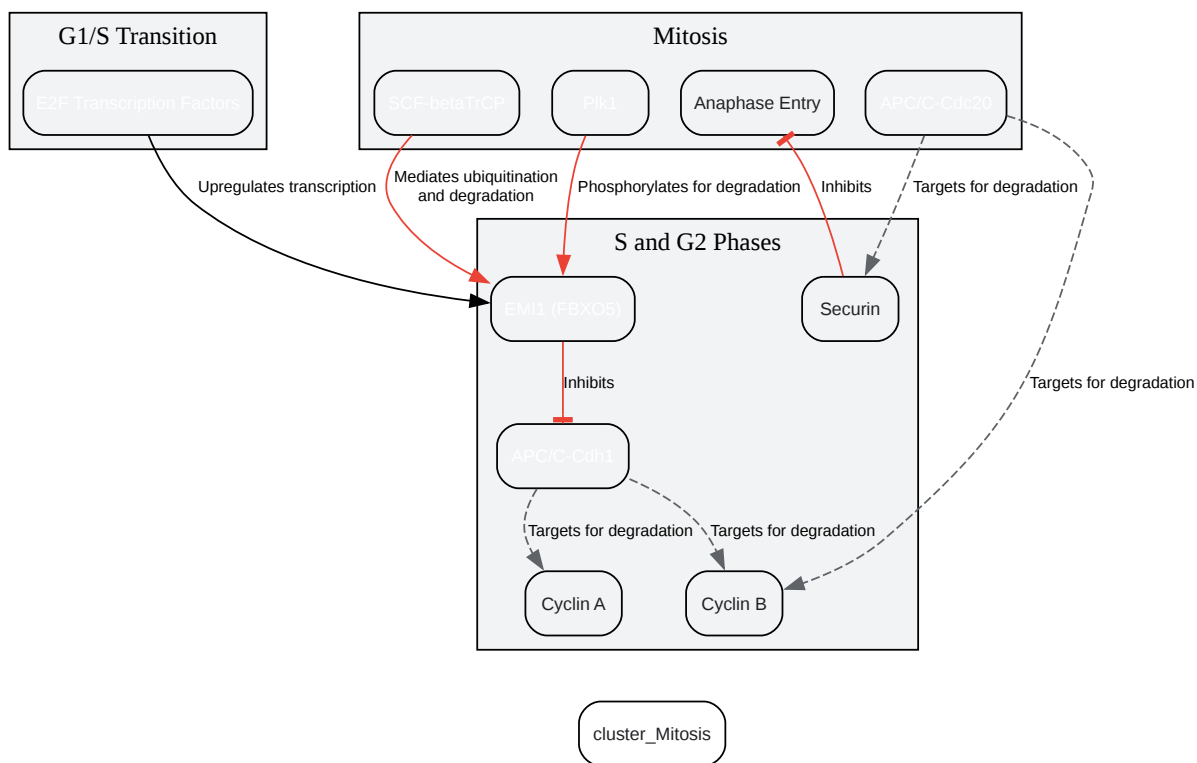 G1/S Transition
Mitosis
E2F Transcription Factors
SCF-betaTrCP
Plk1
Anaphase Entry
APC/C-Cdc20
Upregulates transcription
Mediates ubiquitination
and degradation
Phosphorylates for degradation
Inhibits
Targets for degradation
S and G2 Phases
EMI1 (FBXO5)
Securin
Inhibits
Targets for degradation
APC/C-Cdh1
Targets for degradation
Targets for degradation
Cyclin A
Cyclin B
cluster_Mitosis